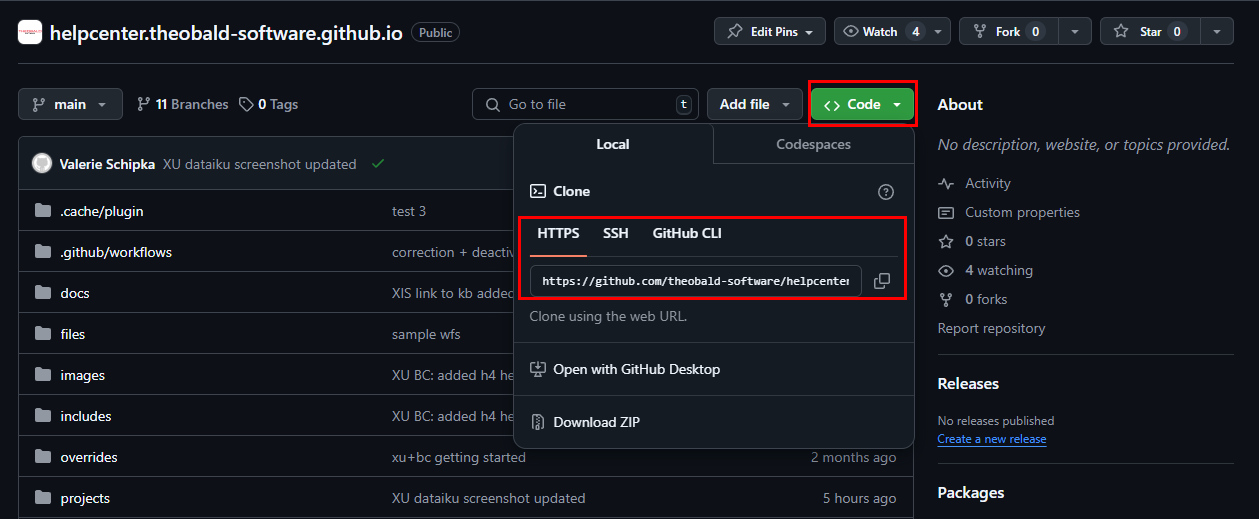 helpcenter.theobald-software.github.io Public
Edit Pins Watch 4 Fork 0 Star 0
main 11 Branches 0 Tags Go to file t Add file Code
Local Codespaces
Valerie Schipka XU dataiku screenshot updated
Clone
.cache/plugin test 3
HTTPS SSH GitHub CLI
.github/workflows correction + deactiv
https://github.com/theobald-software/helpcenter
docs XIS link to kb added
Clone using the web URL.
files sample wfs
Open with GitHub Desktop
images XU BC: added h4 he
includes XU BC: added h4 he
Download ZIP
overrides xu+bc getting started 2 months ago
projects XU dataiku screenshot updated 5 hours ago
About
No description, website, or topics provided.
Activity
Custom properties
0 stars
4 watching
0 forks
Report repository
Releases
No releases published
Create a new release
Packages